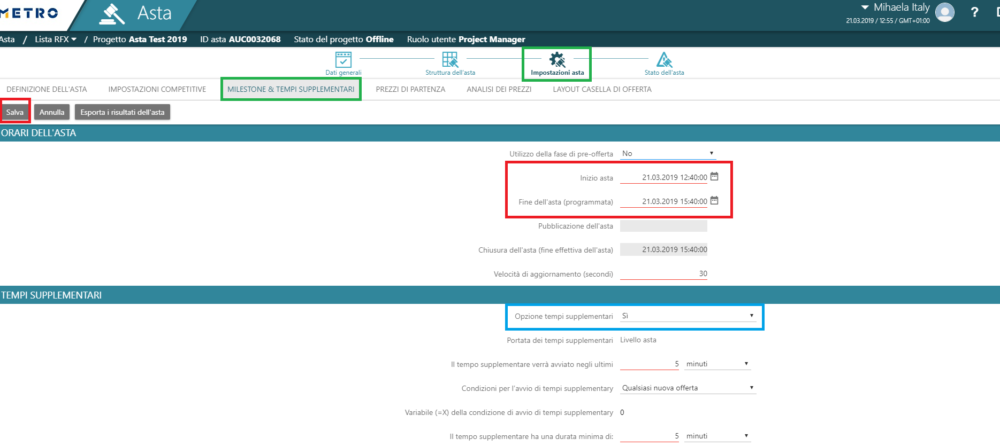 METRO
Asta
Mihaela Italy
?
21.03.2019 / 12:55 / GMT+01:00
Asta / Lista RFX / Progetto Asta Test 2019 ID asta AUC0032068 Stato del progetto Offline Ruolo utente Project Manager
Dati generali Struttura dell'asta Impostazioni asta Stato dell'asta
DEFINIZIONE DELL'ASTA IMPOSTAZIONI COMPETITIVE MILESTONE & TEMPI SUPPLEMENTARI PREZZI DI PARTENZA ANALISI DEI PREZZI LAYOUT CASELLA DI OFFERTA
Salva Annulla Esporta i risultati dell'asta
ORARI DELL'ASTA
Utilizzo della fase di pre-offerta No
Inizio asta 21.03.2019 12:40:00
Fine dell'asta (programmata) 21.03.2019 15:40:00
Pubblicazione dell'asta
Chiusura dell'asta (fine effettiva dell'asta) 21.03.2019 15:40:00
Velocità di aggiornamento (secondi) 30
TEMPI SUPPLEMENTARI
Opzione tempi supplementari Sì
Portata dei tempi supplementari Livello asta
Il tempo supplementare verrà avviato negli ultimi 5 minuti
Condizioni per l'avvio di tempi supplementary Qualsiasi nuova offerta
Variabile (=X) della condizione di avvio di tempi supplementary 0
Il tempo supplementare ha una durata minima di: 5 minuti